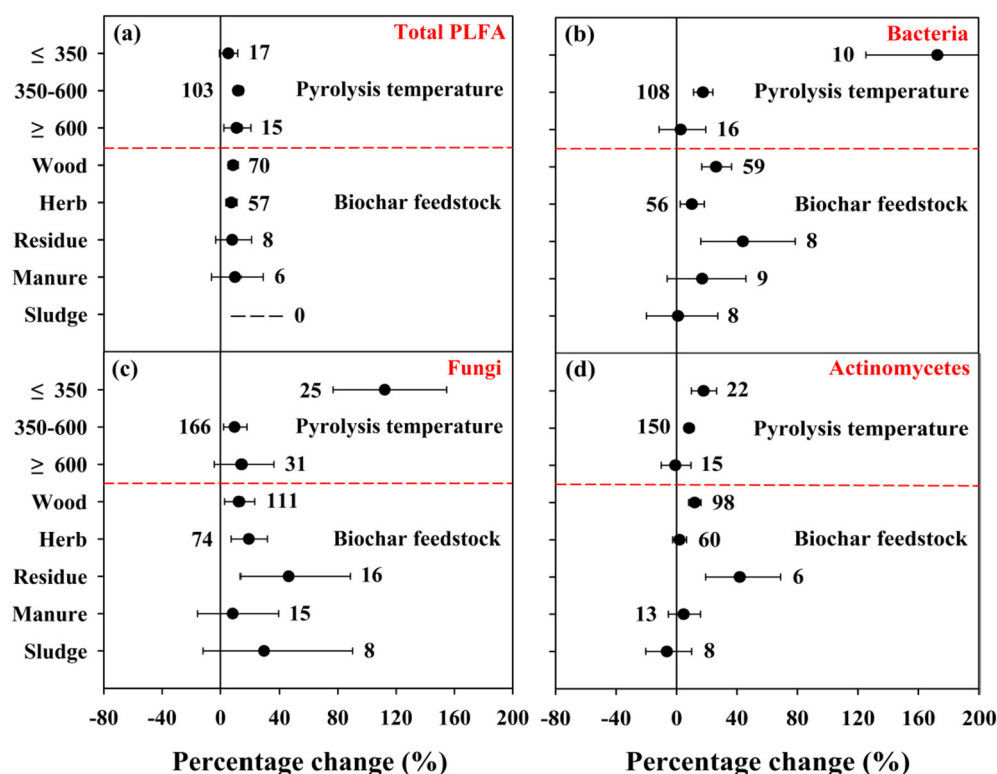 (a) Total PLFA
≤ 350 17
350-600 103 Pyrolysis temperature
≥ 600 15
Wood 70
Herb 57 Biochar feedstock
Residue 8
Manure 6
Sludge 0
(b) Bacteria
10
108 Pyrolysis temperature
16
59
56 Biochar feedstock
8
9
8
(c) Fungi
≤ 350 25
350-600 166 Pyrolysis temperature
≥ 600 31
Wood 111
Herb 74 Biochar feedstock
Residue 16
Manure 15
Sludge 8
-80 -40 0 40 80 120 160 200
Percentage change (%)
(d) Actinomycetes
22
150 Pyrolysis temperature
15
98
60 Biochar feedstock
6
13
8
-80 -40 0 40 80 120 160 200
Percentage change (%)